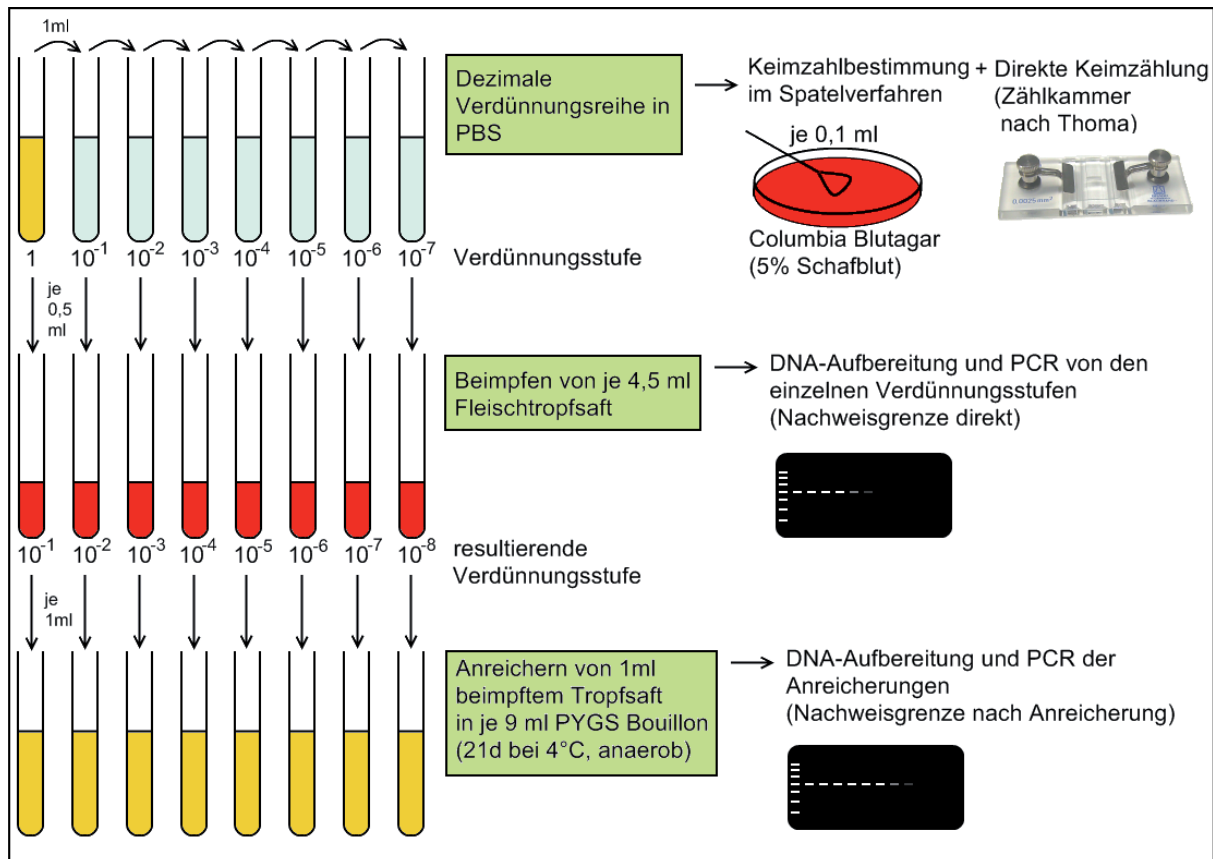 1ml
Dezimale
Verdünnungsreihe in
PBS
Keimzahlbestimmung
im Spatelverfahren
+ Direkte Keimzählung
(Zählkammer
nach Thoma)
je 0,1 ml
0.0025mm²
Columbia Blutagar
(5% Schafblut)
1 10⁻¹ 10⁻² 10⁻³ 10⁻⁴ 10⁻⁵ 10⁻⁶ 10⁻⁷ Verdünnungsstufe
je
0,5
ml
Beimpfen von je 4,5 ml
Fleischtropfsaft
DNA-Aufbereitung und PCR von den
einzelnen Verdünnungsstufen
(Nachweisgrenze direkt)
10⁻¹ 10⁻² 10⁻³ 10⁻⁴ 10⁻⁵ 10⁻⁶ 10⁻⁷ 10⁻⁸ resultierende
Verdünnungsstufe
je
1ml
Anreichern von 1ml
beimpftem Tropfsaft
in je 9 ml PYGS Bouillon
(21d bei 4°C, anaerob)
DNA-Aufbereitung und PCR der
Anreicherungen
(Nachweisgrenze nach Anreicherung)